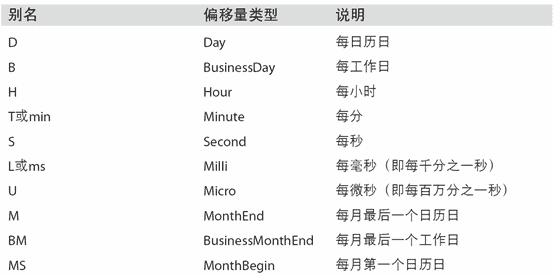 别名 偏移量类型 说明
D Day 每日历日
B BusinessDay 每工作日
H Hour 每小时
T或min Minute 每分
S Second 每秒
L或ms Milli 每毫秒（即每千分之一秒）
U Micro 每微秒（即每百万分之一秒）
M MonthEnd 每月最后一个日历日
BM BusinessMonthEnd 每月最后一个工作日
MS MonthBegin 每月第一个日历日